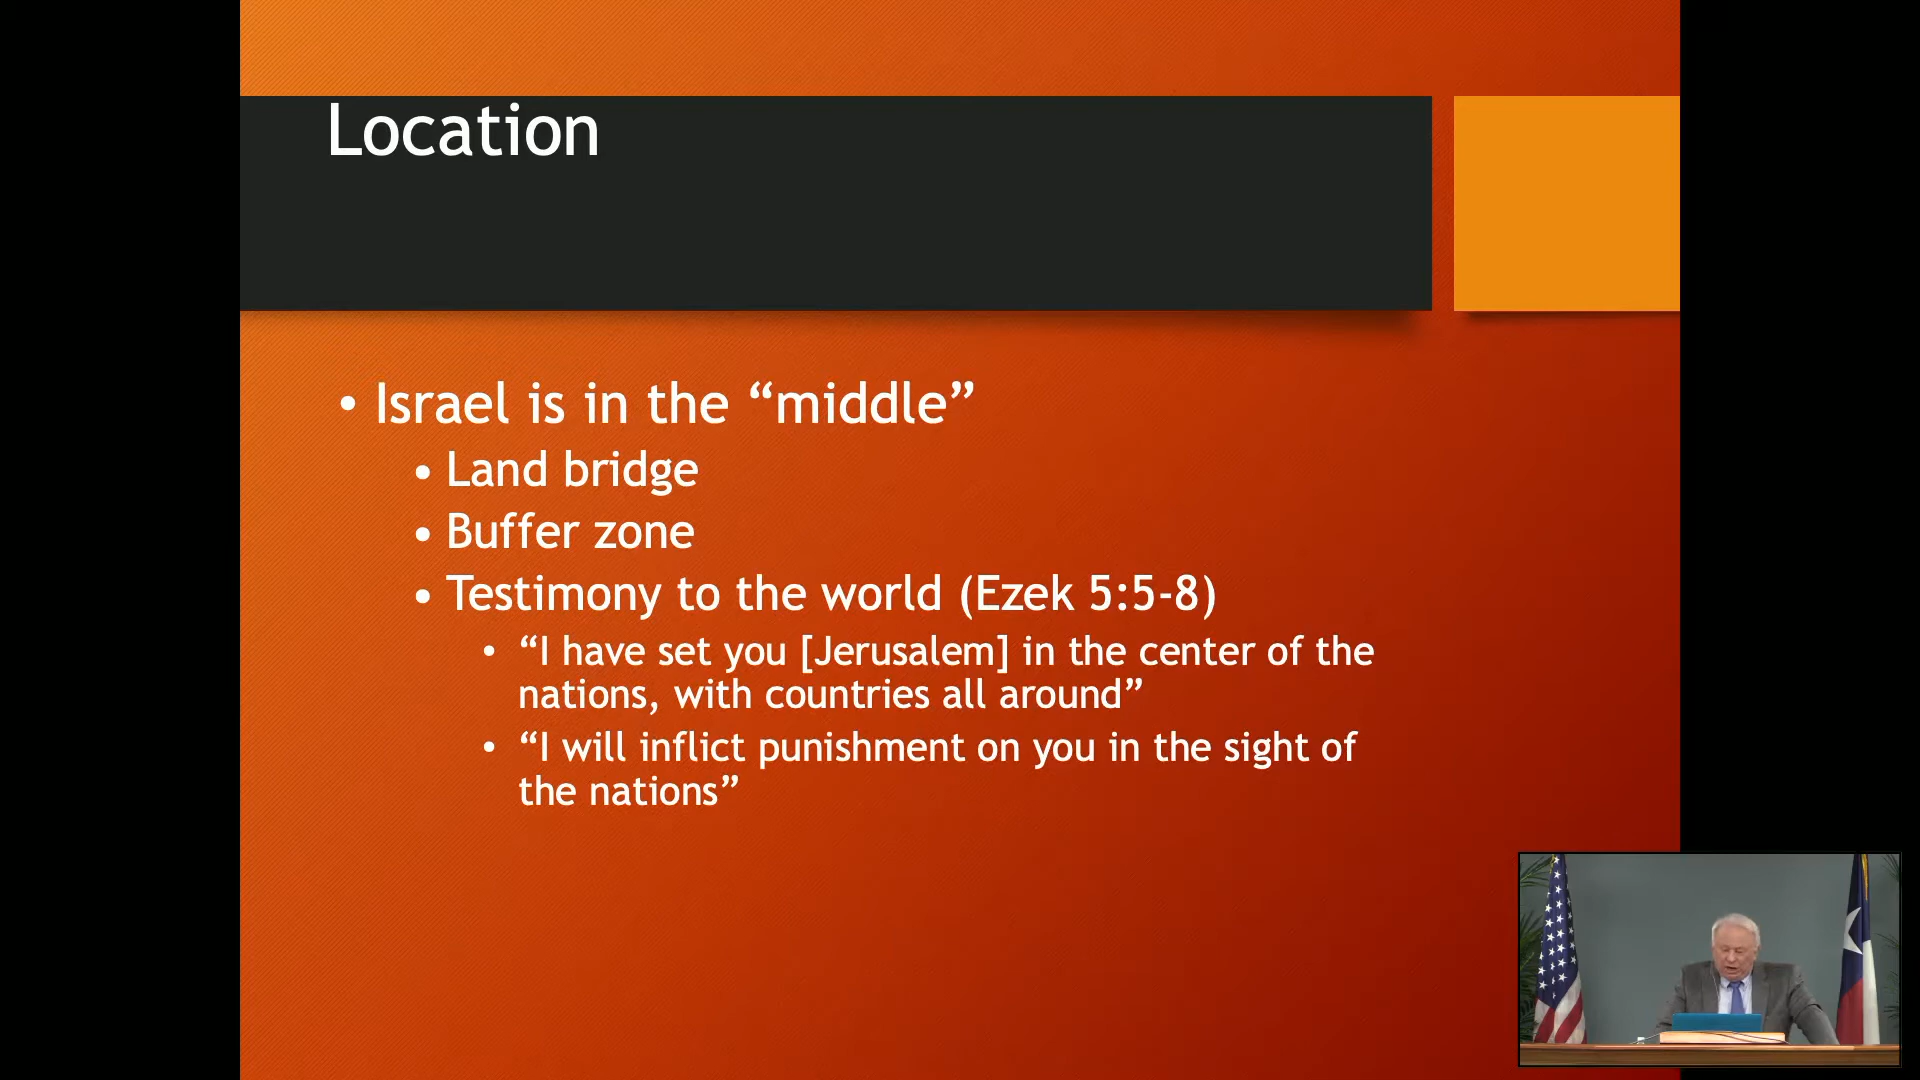 Location
• Israel is in the “middle”
• Land bridge
• Buffer zone
• Testimony to the world (Ezek 5:5-8)
• “I have set you [Jerusalem] in the center of the
nations, with countries all around”
• “I will inflict punishment on you in the sight of
the nations”